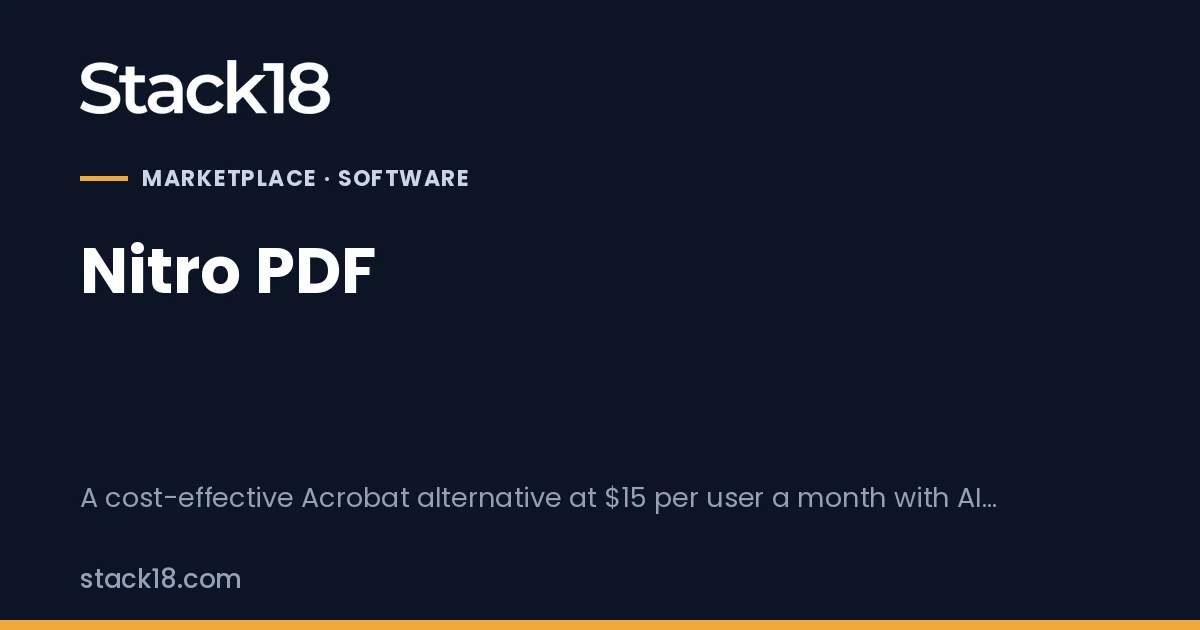 Stack18
MARKETPLACE · SOFTWARE
Nitro PDF
A cost-effective Acrobat alternative at $15 per user a month with AI...
stack18.com